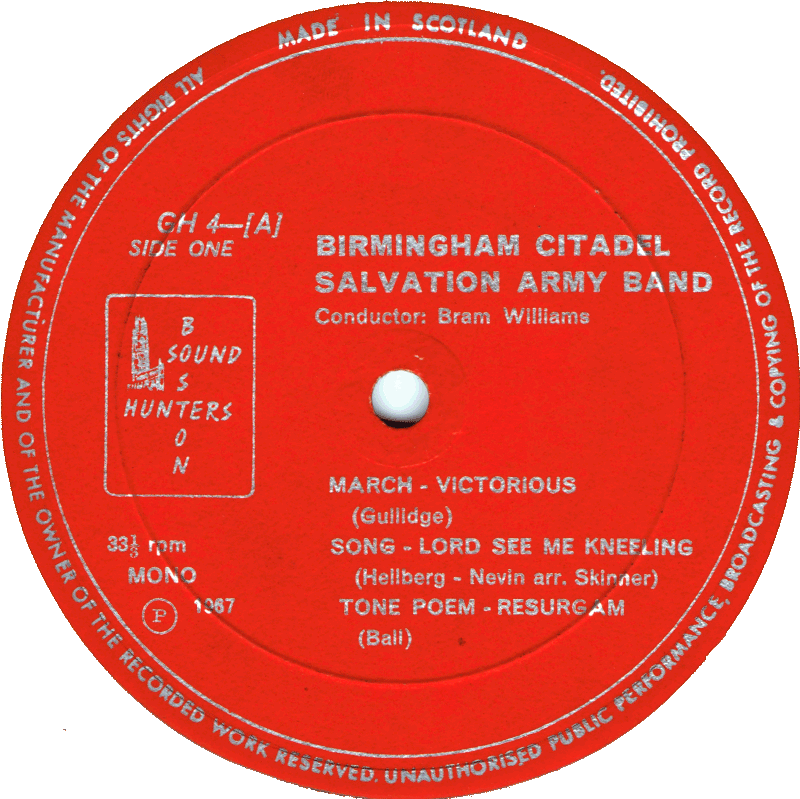 MADE IN SCOTLAND
ALL RIGHTS OF THE MANUFACTURER AND OF THE OWNER OF THE RECORDED WORK RESERVED. UNAUTHORISED PUBLIC PERFORMANCE, BROADCASTING & COPYING OF THE RECORD PROHIBITED.
GH 4—[A]
SIDE ONE
BIRMINGHAM CITADEL
SALVATION ARMY BAND
Conductor: Bram Williams
B
SOUND
S
HUNTERS
O
N
MARCH - VICTORIOUS
(Gullidge)
SONG - LORD SEE ME KNEELING
(Hellberg - Nevin arr. Skinner)
TONE POEM - RESURGAM
(Ball)
33⅓ rpm
MONO
Ⓟ 1967